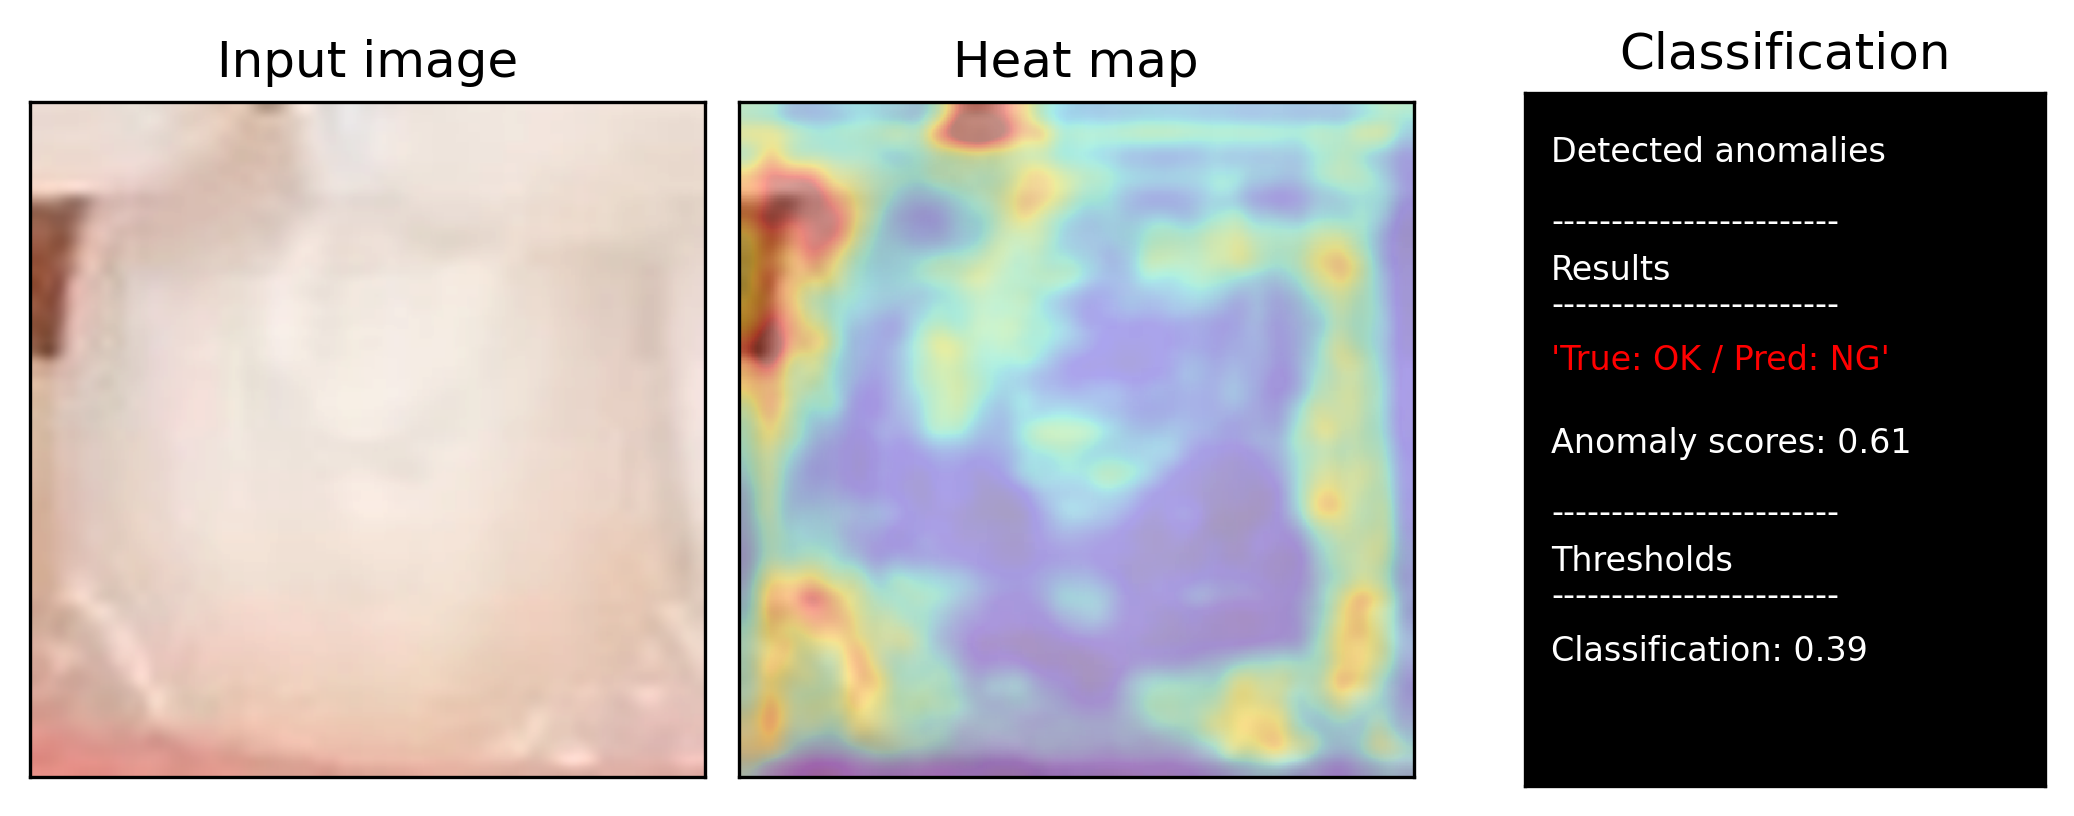 Input image
Heat map
Classification
Detected anomalies
------------------------
Results
------------------------
'True: OK / Pred: NG'
Anomaly scores: 0.61
------------------------
Thresholds
------------------------
Classification: 0.39